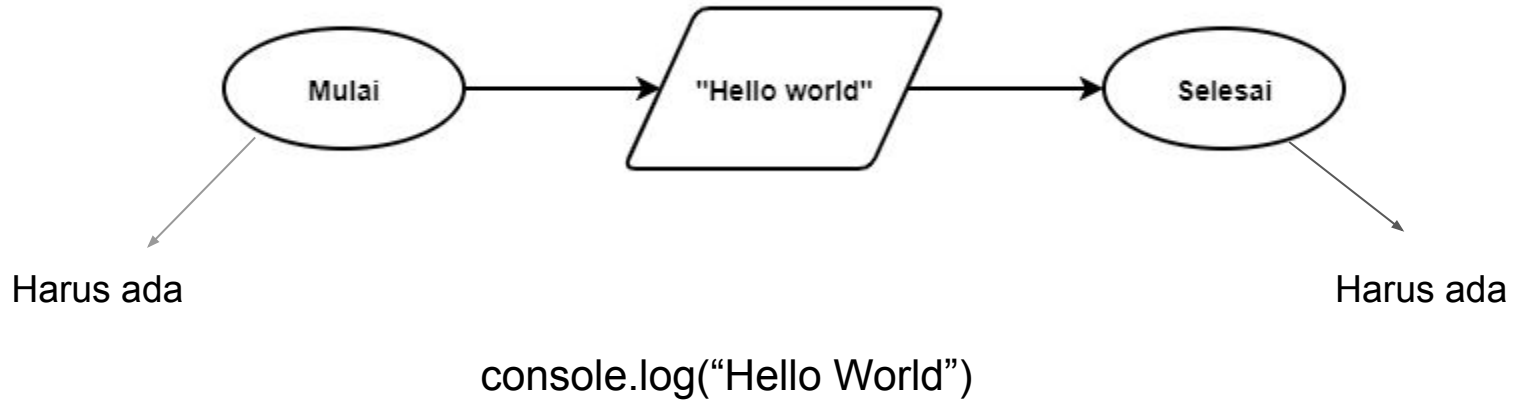 Mulai
"Hello world"
Selesai
Harus ada
Harus ada
console.log(“Hello World”)